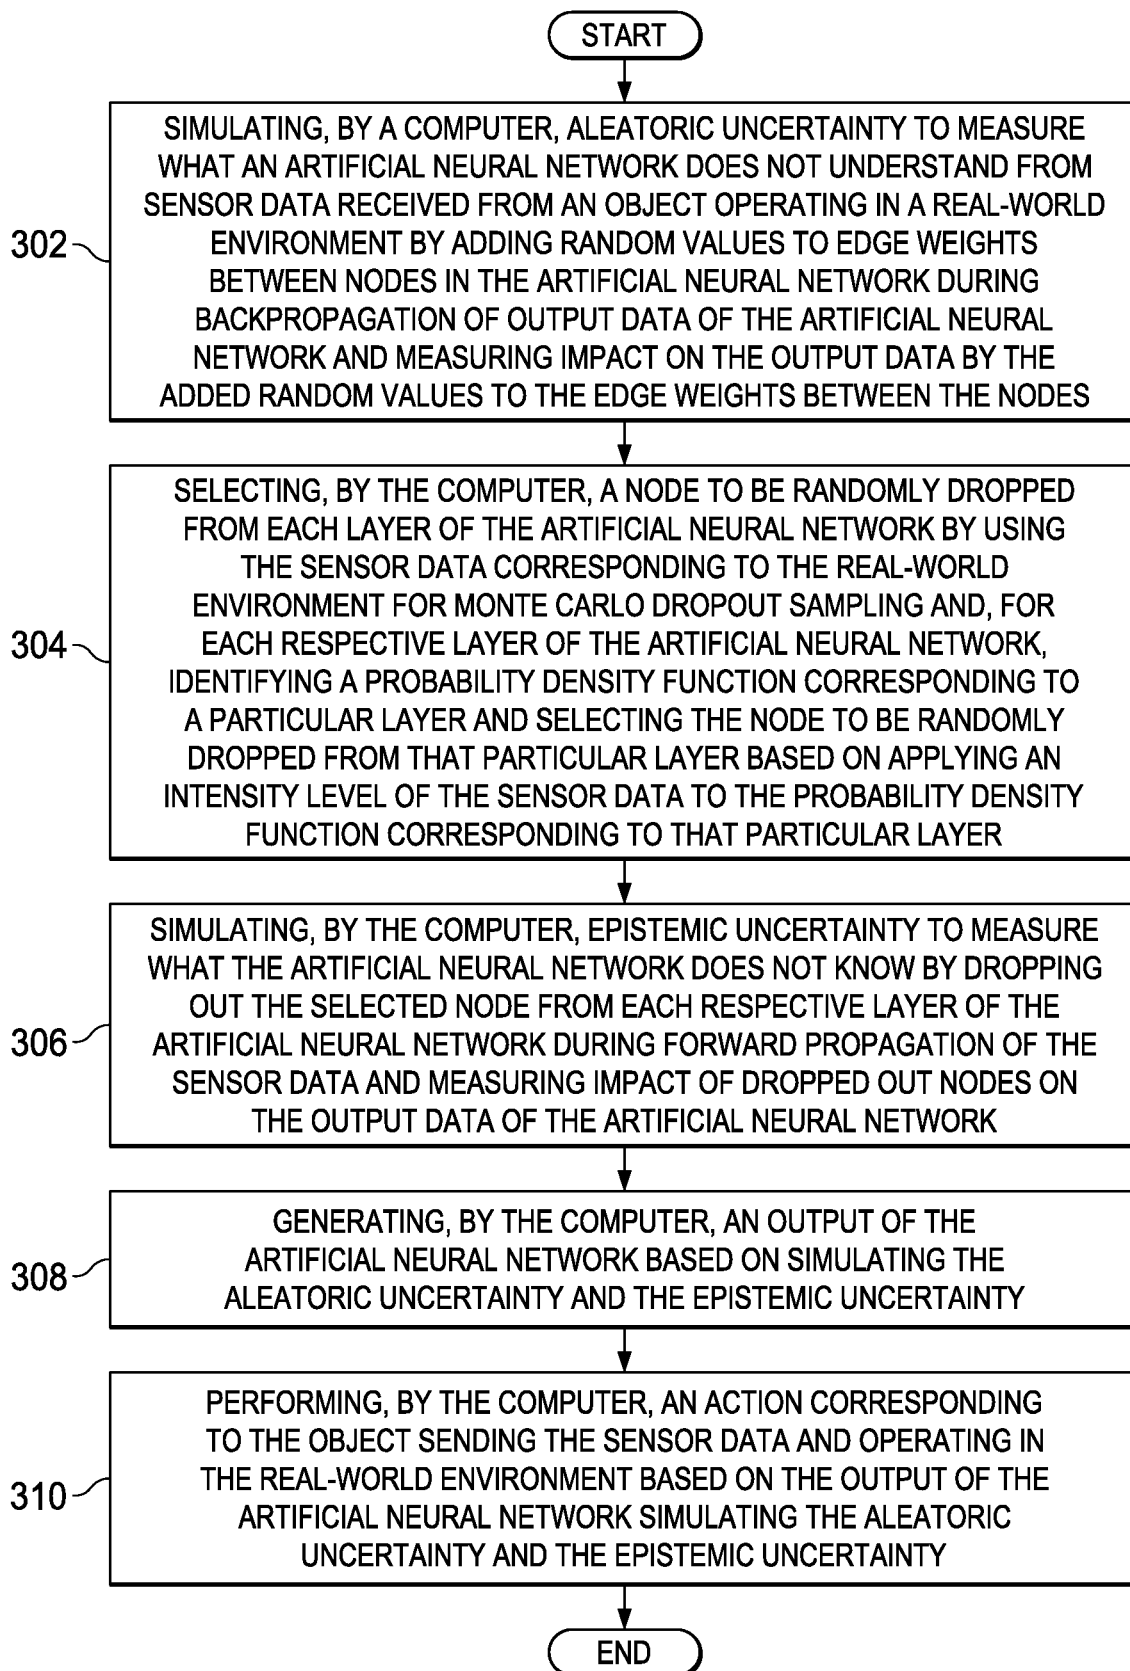 START
SIMULATING, BY A COMPUTER, ALEATORIC UNCERTAINTY TO MEASURE
WHAT AN ARTIFICIAL NEURAL NETWORK DOES NOT UNDERSTAND FROM
SENSOR DATA RECEIVED FROM AN OBJECT OPERATING IN A REAL-WORLD
ENVIRONMENT BY ADDING RANDOM VALUES TO EDGE WEIGHTS
BETWEEN NODES IN THE ARTIFICIAL NEURAL NETWORK DURING
BACKPROPAGATION OF OUTPUT DATA OF THE ARTIFICIAL NEURAL
NETWORK AND MEASURING IMPACT ON THE OUTPUT DATA BY THE
ADDED RANDOM VALUES TO THE EDGE WEIGHTS BETWEEN THE NODES
302
SELECTING, BY THE COMPUTER, A NODE TO BE RANDOMLY DROPPED
FROM EACH LAYER OF THE ARTIFICIAL NEURAL NETWORK BY USING
THE SENSOR DATA CORRESPONDING TO THE REAL-WORLD
ENVIRONMENT FOR MONTE CARLO DROPOUT SAMPLING AND, FOR
EACH RESPECTIVE LAYER OF THE ARTIFICIAL NEURAL NETWORK,
IDENTIFYING A PROBABILITY DENSITY FUNCTION CORRESPONDING TO
A PARTICULAR LAYER AND SELECTING THE NODE TO BE RANDOMLY
DROPPED FROM THAT PARTICULAR LAYER BASED ON APPLYING AN
INTENSITY LEVEL OF THE SENSOR DATA TO THE PROBABILITY DENSITY
FUNCTION CORRESPONDING TO THAT PARTICULAR LAYER
304
SIMULATING, BY THE COMPUTER, EPISTEMIC UNCERTAINTY TO MEASURE
WHAT THE ARTIFICIAL NEURAL NETWORK DOES NOT KNOW BY DROPPING
OUT THE SELECTED NODE FROM EACH RESPECTIVE LAYER OF THE
ARTIFICIAL NEURAL NETWORK DURING FORWARD PROPAGATION OF THE
SENSOR DATA AND MEASURING IMPACT OF DROPPED OUT NODES ON
THE OUTPUT DATA OF THE ARTIFICIAL NEURAL NETWORK
306
GENERATING, BY THE COMPUTER, AN OUTPUT OF THE
ARTIFICIAL NEURAL NETWORK BASED ON SIMULATING THE
ALEATORIC UNCERTAINTY AND THE EPISTEMIC UNCERTAINTY
308
PERFORMING, BY THE COMPUTER, AN ACTION CORRESPONDING
TO THE OBJECT SENDING THE SENSOR DATA AND OPERATING IN
THE REAL-WORLD ENVIRONMENT BASED ON THE OUTPUT OF THE
ARTIFICIAL NEURAL NETWORK SIMULATING THE ALEATORIC
UNCERTAINTY AND THE EPISTEMIC UNCERTAINTY
310
END